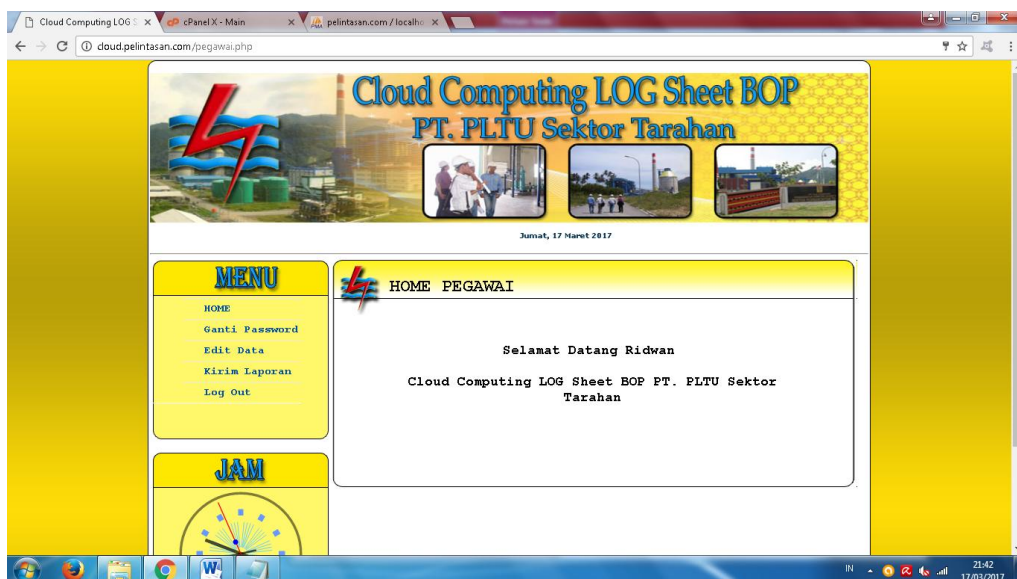 Cloud Computing LOG S
cPanel X - Main
pelintasan.com / localho
cloud.pelintasan.com/pegawai.php
Cloud Computing LOG Sheet BOP
PT. PLTU Sektor Tarahan
Jumat, 17 Maret 2017
MENU
HOME
Ganti Password
Edit Data
Kirim Laporan
Log Out
JAM
HOME PEGAWAI
Selamat Datang Ridwan
Cloud Computing LOG Sheet BOP PT. PLTU Sektor
Tarahan
IN
21:42
17/03/2017